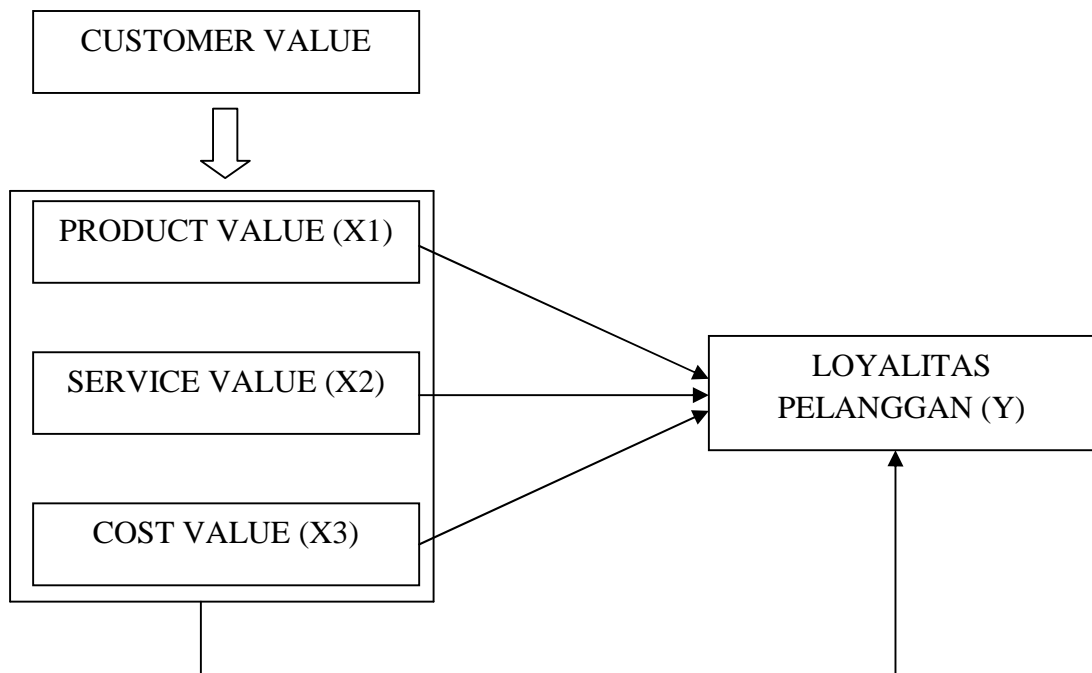 CUSTOMER VALUE
PRODUCT VALUE (X1)
SERVICE VALUE (X2)
COST VALUE (X3)
LOYALITAS
PELANGGAN (Y)